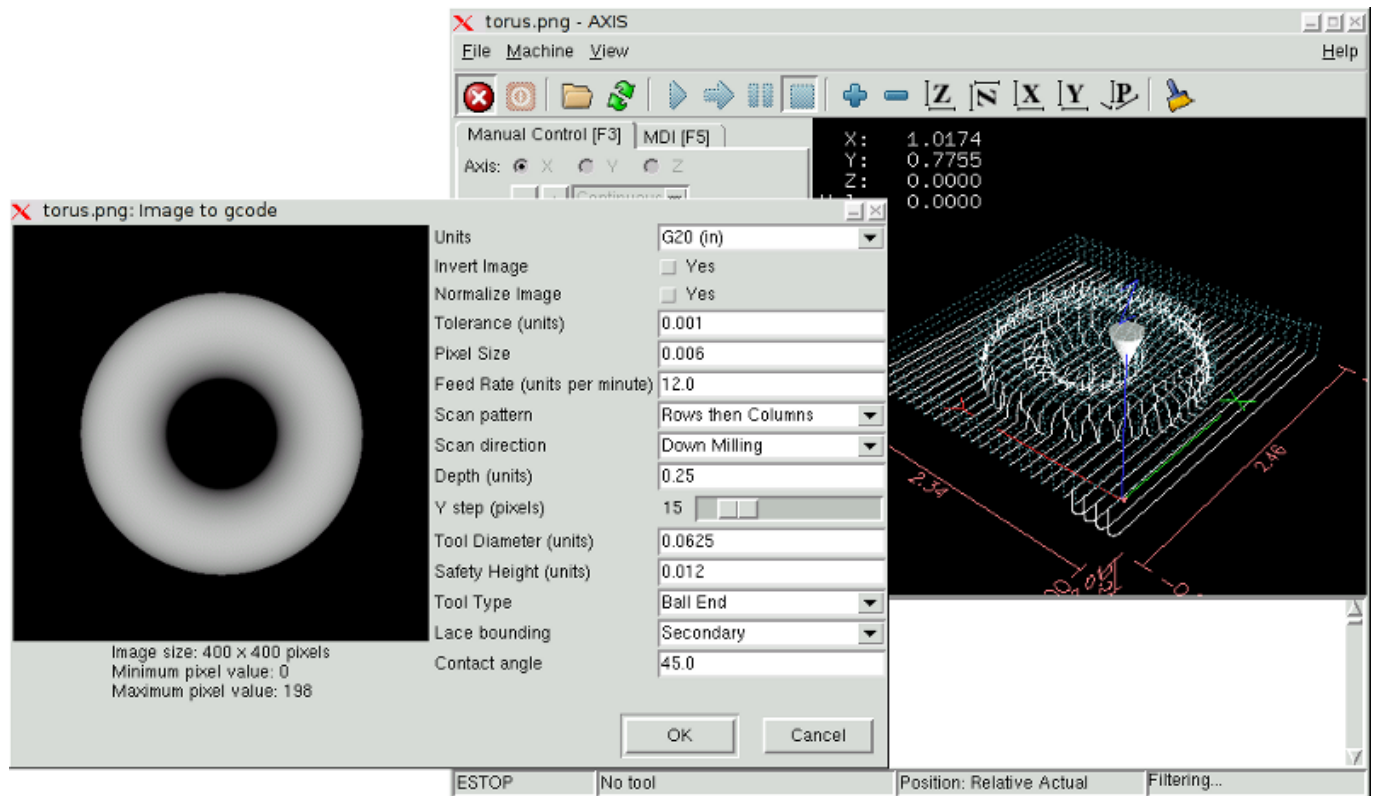 torus.png - AXIS
File Machine View Help
Z N X Y P
Manual Control [F3] MDI [F5]
Axis: X Y Z
Continuous
X: 1.0174
Y: 0.7755
Z: 0.0000
0.0000
torus.png: Image to gcode
Units G20 (in)
Invert Image Yes
Normalize Image Yes
Tolerance (units) 0.001
Pixel Size 0.006
Feed Rate (units per minute) 12.0
Scan pattern Rows then Columns
Scan direction Down Milling
Depth (units) 0.25
Y step (pixels) 15
Tool Diameter (units) 0.0625
Safety Height (units) 0.012
Tool Type Ball End
Lace bounding Secondary
Contact angle 45.0
Image size: 400 x 400 pixels
Minimum pixel value: 0
Maximum pixel value: 198
OK Cancel
X
Y
2.34
2.46
ESTOP No tool Position: Relative Actual Filtering...